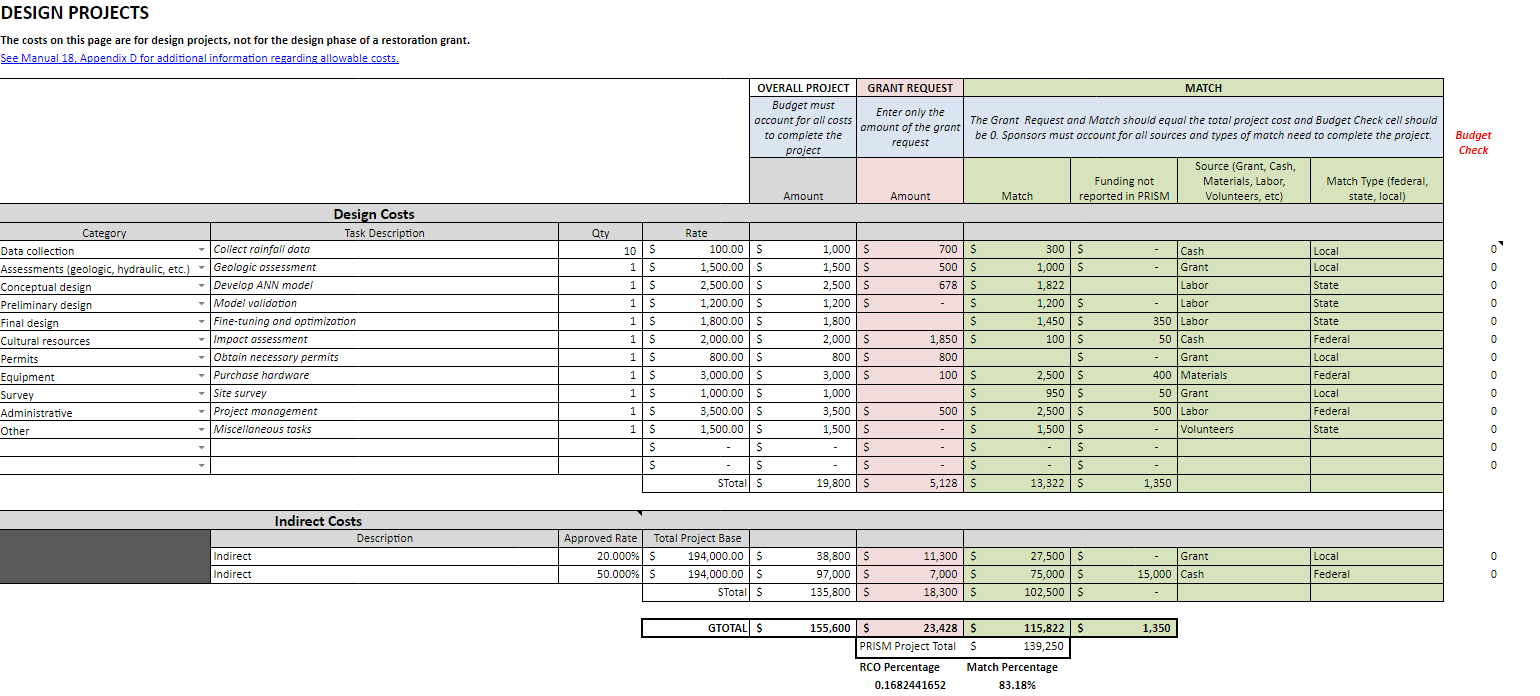 DESIGN PROJECTS
The costs on this page are for design projects, not for the design phase of a restoration grant.
See Manual 18, Appendix D for additional information regarding allowable costs.
OVERALL PROJECT GRANT REQUEST MATCH
Budget must account for all costs to complete the project
Enter only the amount of the grant request
The Grant Request and Match should equal the total project cost and Budget Check cell should be 0. Sponsors must account for all sources and types of match need to complete the project.
Budget Check
Amount Amount Match Funding not reported in PRISM Source (Grant, Cash, Materials, Labor, Volunteers, etc) Match Type (federal, state, local)
Design Costs
Category Task Description Qty Rate
Data collection Collect rainfall data 10 $ 100.00 $ 1,000 $ 700 $ 300 $ - Cash Local 0
Assessments (geologic, hydraulic, etc.) Geologic assessment 1 $ 1,500.00 $ 1,500 $ 500 $ 1,000 $ - Grant Local 0
Conceptual design Develop ANN model 1 $ 2,500.00 $ 2,500 $ 678 $ 1,822 Labor State 0
Preliminary design Model validation 1 $ 1,200.00 $ 1,200 $ - $ 1,200 $ - Labor State 0
Final design Fine-tuning and optimization 1 $ 1,800.00 $ 1,800 $ 1,450 $ 350 Labor State 0
Cultural resources Impact assessment 1 $ 2,000.00 $ 2,000 $ 1,850 $ 100 $ 50 Cash Federal 0
Permits Obtain necessary permits 1 $ 800.00 $ 800 $ 800 $ - Grant Local 0
Equipment Purchase hardware 1 $ 3,000.00 $ 3,000 $ 100 $ 2,500 $ 400 Materials Federal 0
Survey Site survey 1 $ 1,000.00 $ 1,000 $ 950 $ 50 Grant Local 0
Administrative Project management 1 $ 3,500.00 $ 3,500 $ 500 $ 2,500 $ 500 Labor Federal 0
Other Miscellaneous tasks 1 $ 1,500.00 $ 1,500 $ - $ 1,500 $ - Volunteers State 0
$ - $ - $ - $ - $ - 0
$ - $ - $ - $ - $ - 0
STotal $ 19,800 $ 5,128 $ 13,322 $ 1,350
Indirect Costs
Description Approved Rate Total Project Base
Indirect 20.000% $ 194,000.00 $ 38,800 $ 11,300 $ 27,500 $ - Grant Local 0
Indirect 50.000% $ 194,000.00 $ 97,000 $ 7,000 $ 75,000 $ 15,000 Cash Federal 0
STotal $ 135,800 $ 18,300 $ 102,500 $ -
GTOTAL $ 155,600 $ 23,428 $ 115,822 $ 1,350
PRISM Project Total $ 139,250
RCO Percentage Match Percentage
0.1682441652 83.18%